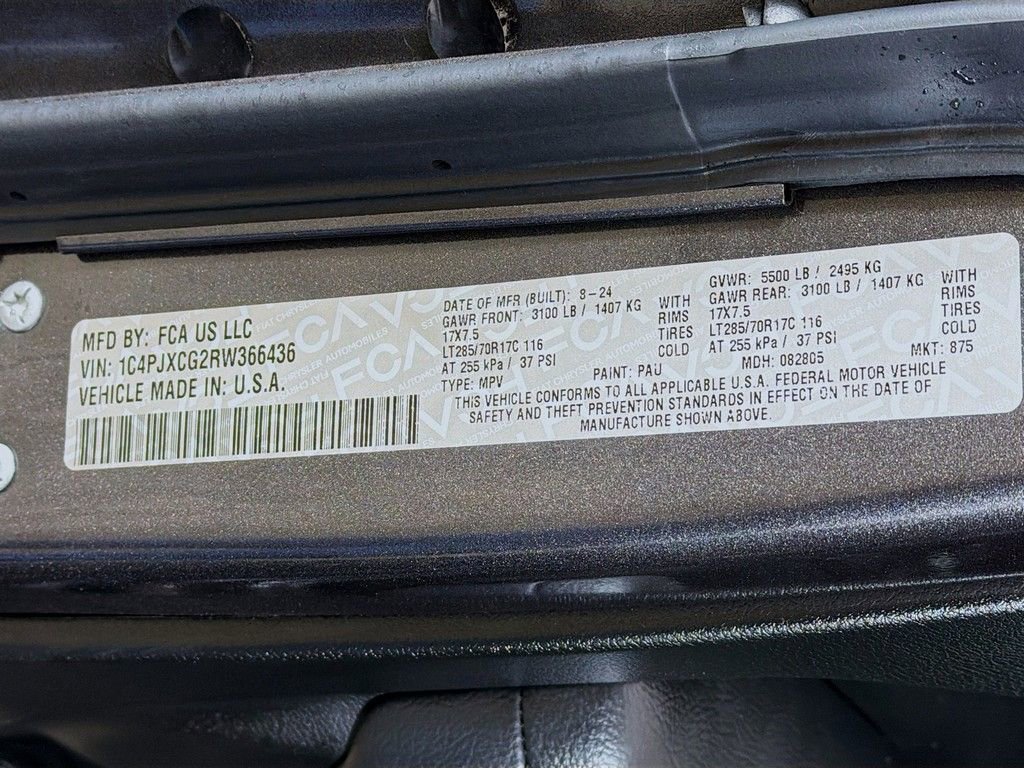 MFD BY: FCA US LLC
VIN: 1C4PJXCG2RW366436
VEHICLE MADE IN: U.S.A.
DATE OF MFR (BUILT): 8-24
GAWR FRONT: 3100 LB / 1407 KG WITH
17X7.5 RIMS
LT285/70R17C 116 TIRES
AT 255 kPa / 37 PSI COLD
TYPE: MPV PAINT: PAU
GVWR: 5500 LB / 2495 KG
GAWR REAR: 3100 LB / 1407 KG WITH
17X7.5 RIMS
LT285/70R17C 116 TIRES
AT 255 kPa / 37 PSI COLD
MDH: 082805 MKT: 875
THIS VEHICLE CONFORMS TO ALL APPLICABLE U.S.A. FEDERAL MOTOR VEHICLE
SAFETY AND THEFT PREVENTION STANDARDS IN EFFECT ON THE DATE OF
MANUFACTURE SHOWN ABOVE.